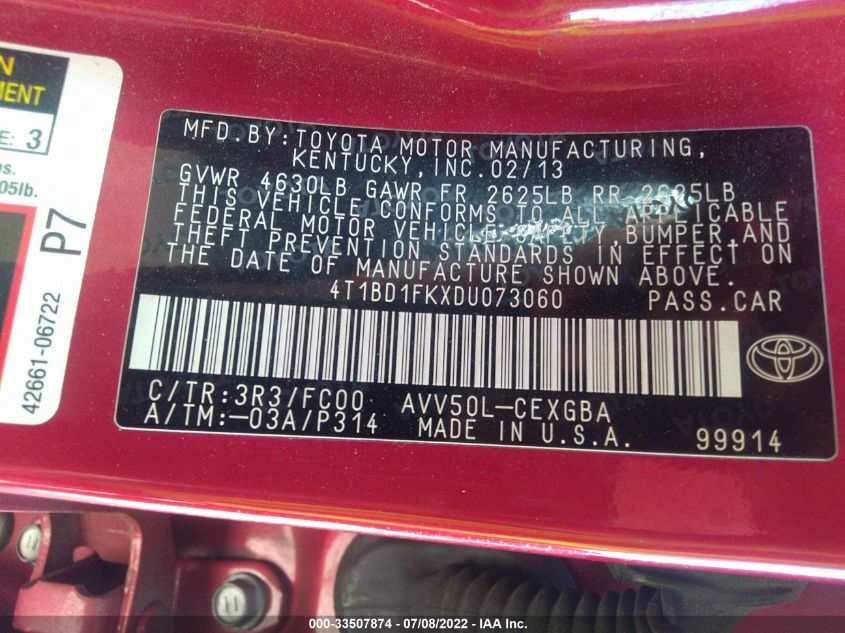 N
MENT
E: 3
s.
05lb.
P7
42661-06722
MFD.BY:TOYOTA MOTOR MANUFACTURING,
KENTUCKY,INC.02/13
GVWR 4630LB GAWR FR 2625LB RR 2625LB
THIS VEHICLE CONFORMS TO ALL APPLICABLE
FEDERAL MOTOR VEHICLE SAFETY,BUMPER,AND
THEFT PREVENTION STANDARDS IN EFFECT ON
THE DATE OF MANUFACTURE SHOWN ABOVE.
4T1BD1FKXDU073060 PASS.CAR
C/TR:3R3/FC00 AVV50L-CEXGBA
A/TM:-03A/P314 MADE IN U.S.A. 99914
000-33507874 - 07/08/2022 - IAA Inc.